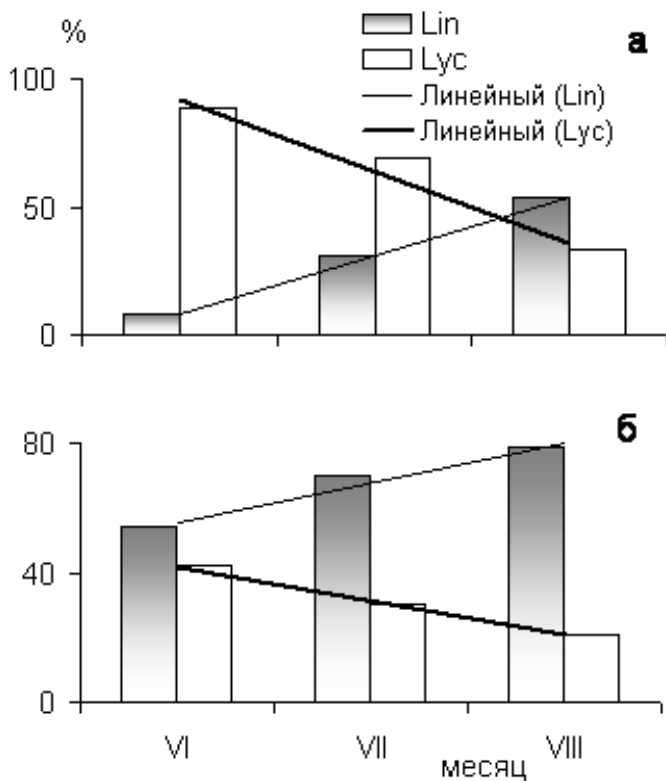 %
Lin
а
Lyc
Линейный (Lin)
Линейный (Lyc)
100
50
0
б
80
40
0
VI VII VIII
месяц